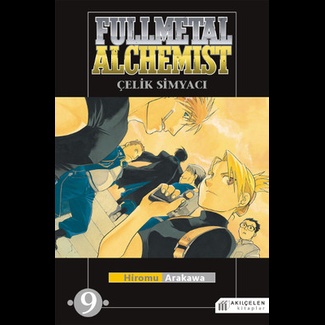 FULLMETAL
ALCHEMIST
ÇELİK SİMYACI
Hiromu Arakawa
9
AKILÇELEN
kitaplar